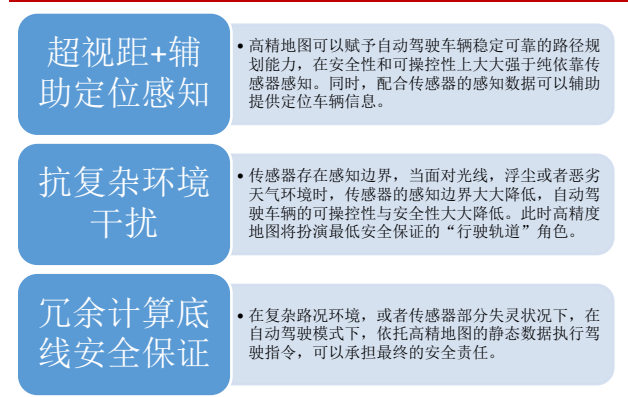 超视距+辅
助定位感知
• 高精地图可以赋予自动驾驶车辆稳定可靠的路径规
划能力，在安全性和可操控性上大大强于纯依靠传
感器感知。同时，配合传感器的感知数据可以辅助
提供定位车辆信息。
抗复杂环境
干扰
• 传感器存在感知边界，当面对光线，浮尘或者恶劣
天气环境时，传感器的感知边界大大降低，自动驾
驶车辆的可操控性与安全性大大降低。此时高精度
地图将扮演最低安全保证的“行驶轨道”角色。
冗余计算底
线安全保证
• 在复杂路况环境，或者传感器部分失灵状况下，在
自动驾驶模式下，依托高精地图的静态数据执行驾
驶指令，可以承担最终的安全责任。